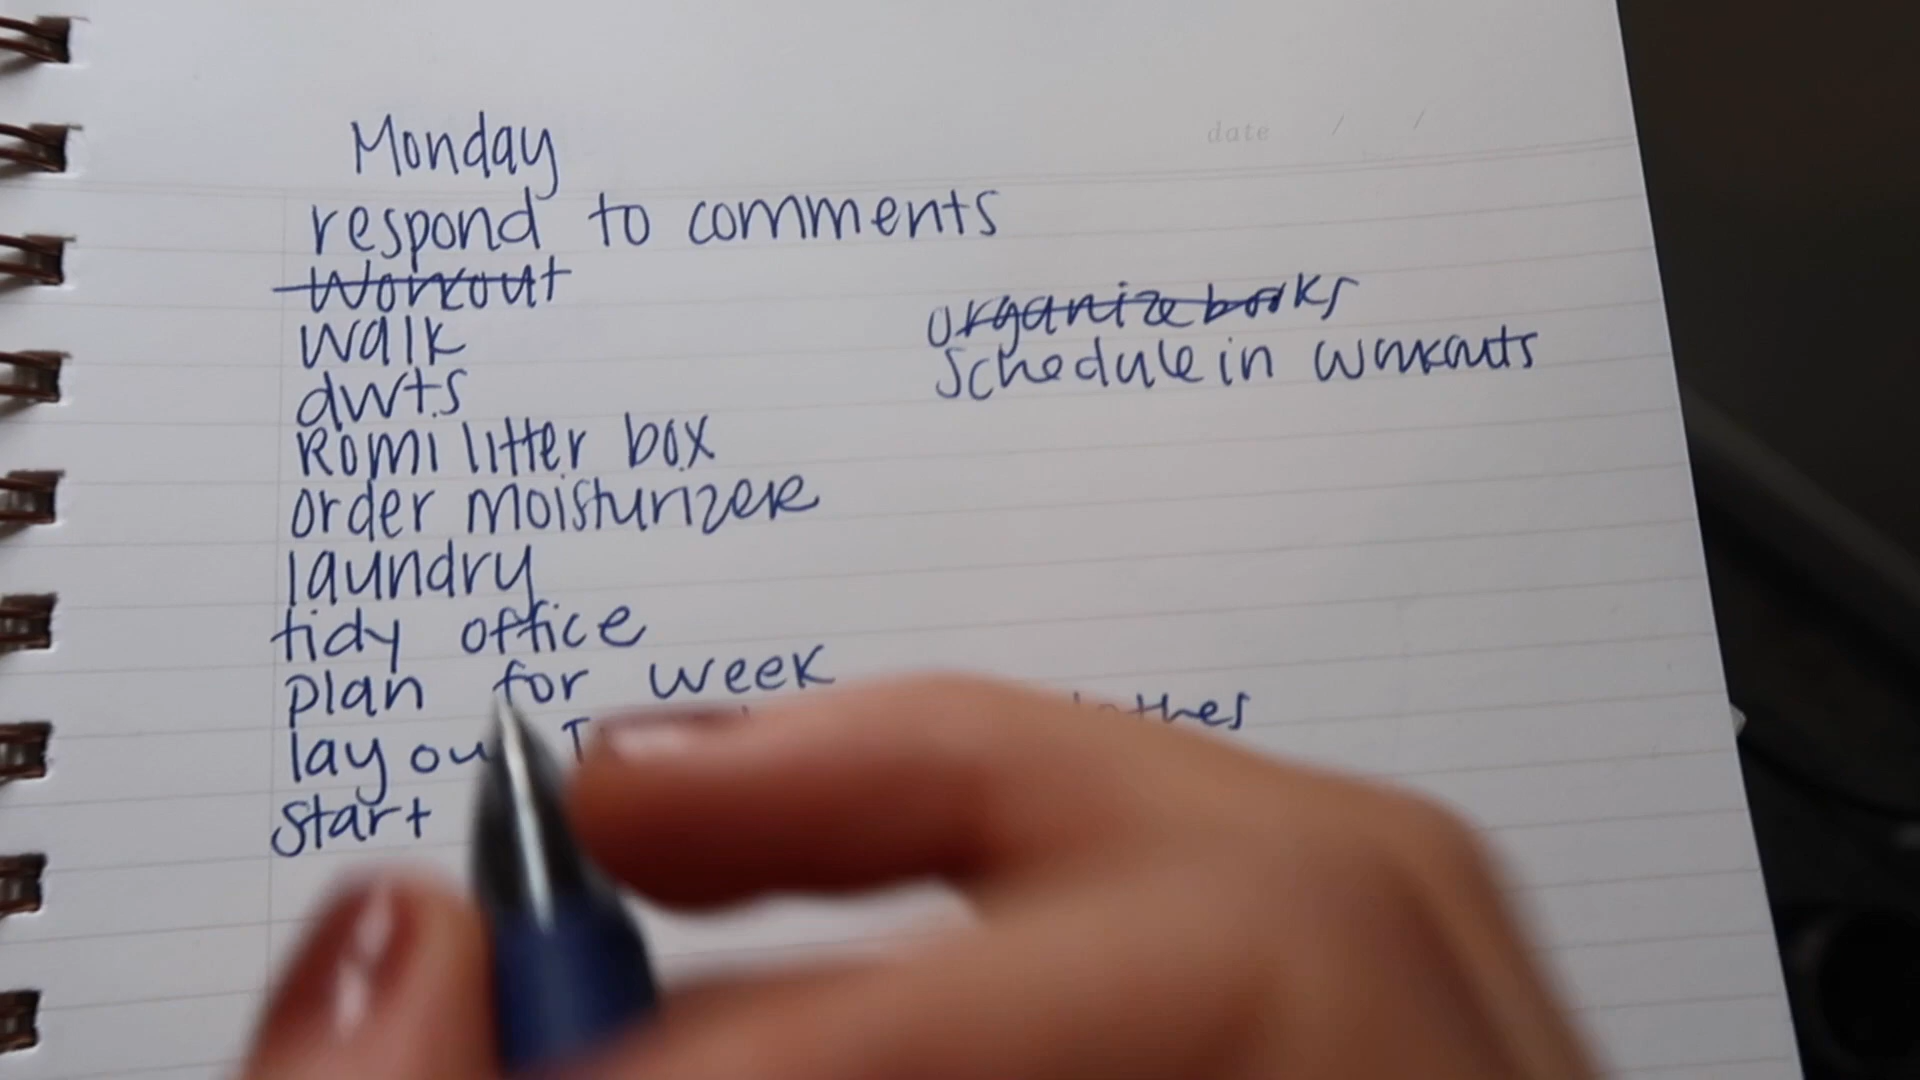 date / /
Monday
respond to comments
Workout
walk
dwts
Romi litter box
order moisturizer
laundry
tidy office
plan for week
lay
start
organize books
schedule in workouts